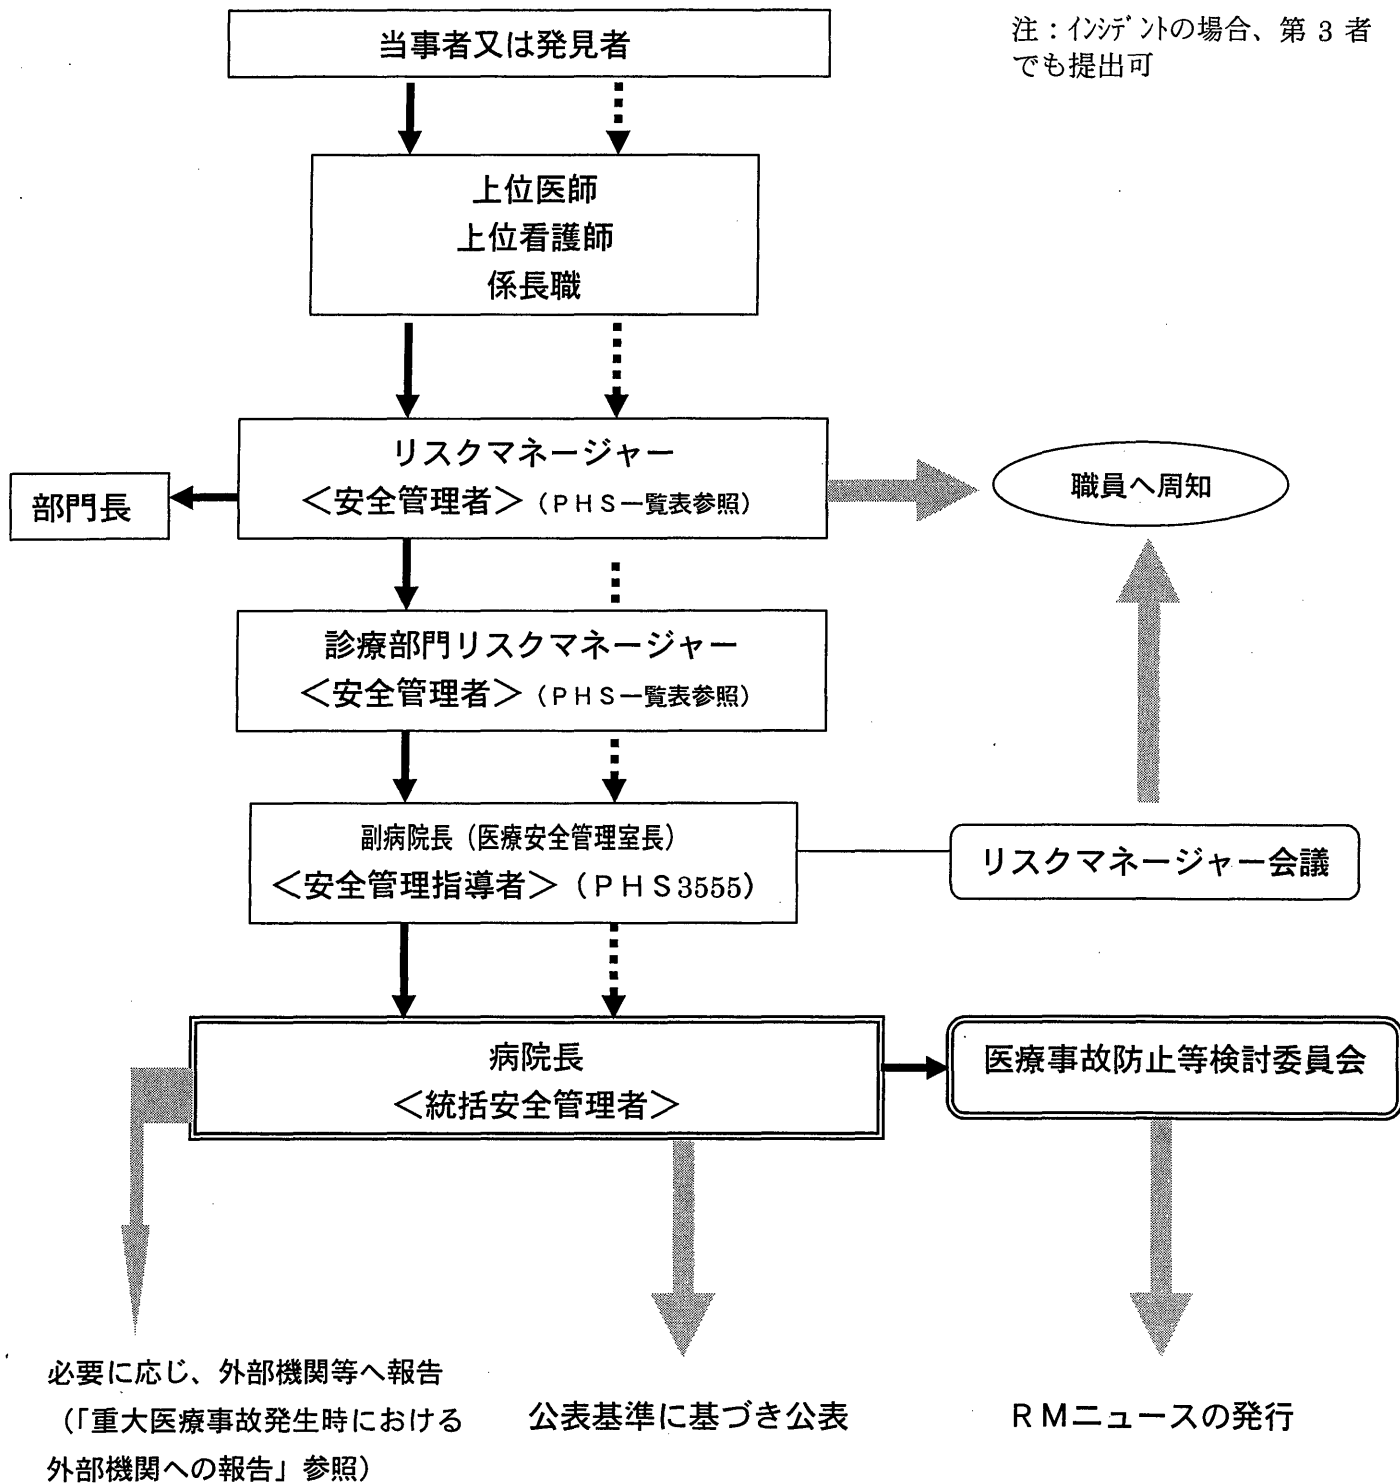 当事者又は発見者
注：ｲﾝｼﾃﾞﾝﾄの場合、第 3 者
でも提出可
上位医師
上位看護師
係長職
リスクマネージャー
＜安全管理者＞（ＰＨＳ一覧表参照）
部門長
職員へ周知
診療部門リスクマネージャー
＜安全管理者＞（ＰＨＳ一覧表参照）
副病院長（医療安全管理室長）
＜安全管理指導者＞（ＰＨＳ3555）
リスクマネージャー会議
病院長
＜統括安全管理者＞
医療事故防止等検討委員会
必要に応じ、外部機関等へ報告
（「重大医療事故発生時における
外部機関への報告」参照）
公表基準に基づき公表
ＲＭニュースの発行